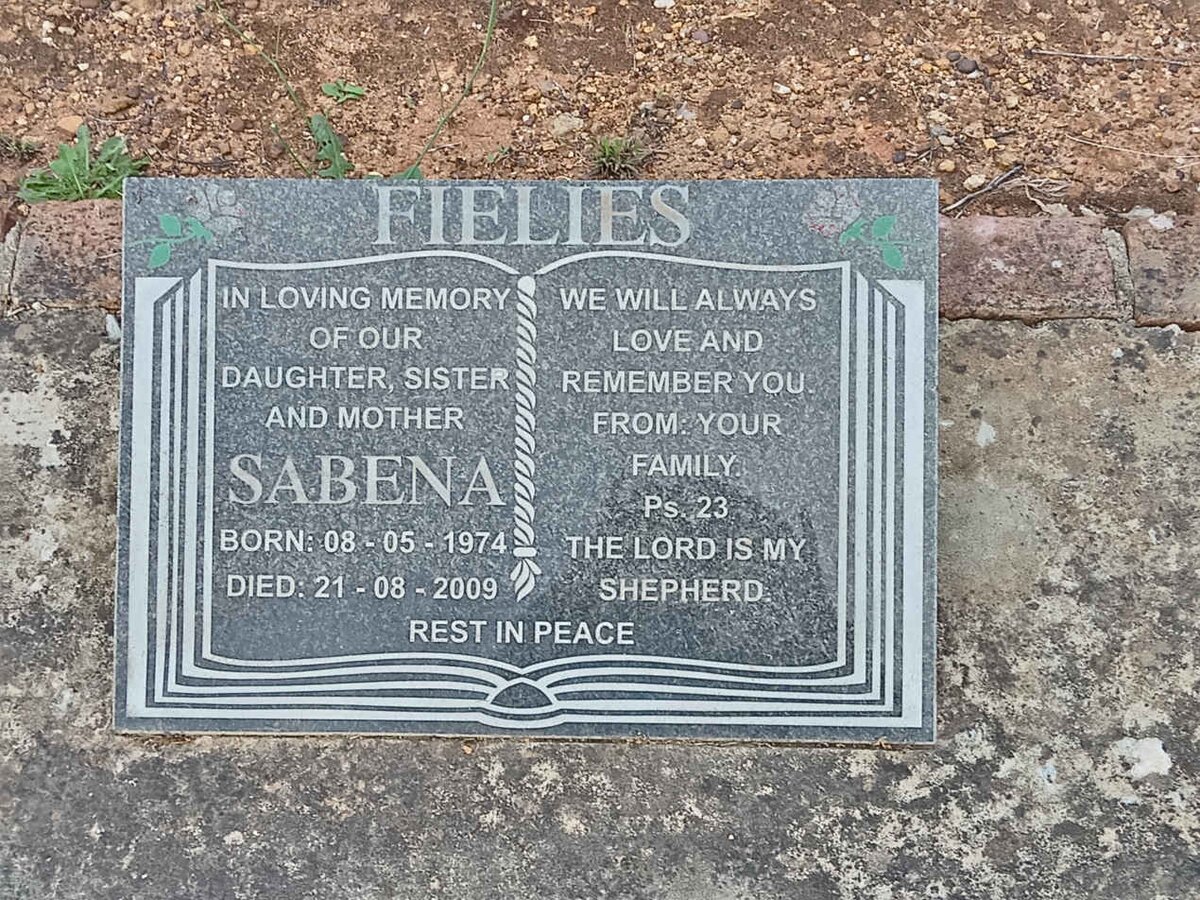 FIELIES
IN LOVING MEMORY
OF OUR
DAUGHTER, SISTER
AND MOTHER
SABENA
BORN: 08 - 05 - 1974
DIED: 21 - 08 - 2009
WE WILL ALWAYS
LOVE AND
REMEMBER YOU.
FROM: YOUR
FAMILY.
Ps. 23
THE LORD IS MY
SHEPHERD.
REST IN PEACE